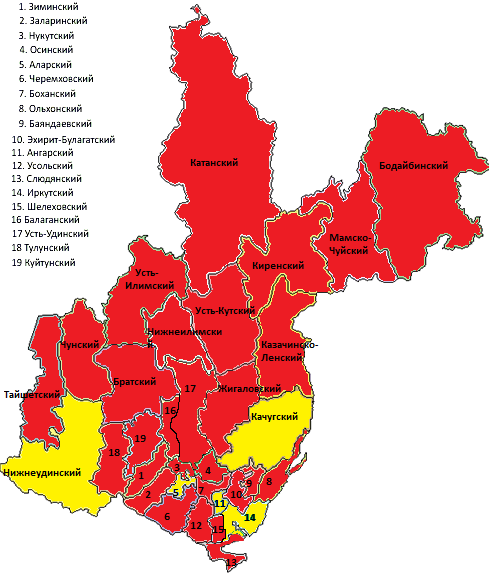 1 Зиминский
2. Заларинский
3. Нукутский
4. Осинский
5. Аларский
6. Черемховский
7. Боханский
8. Ольхонский
9. Баяндаевский
10. Эхирит-Булагатский
11. Ангарский
12. Усольский
13. Слюдянский
14. Иркутский
15. Шелеховский
16 Балаганский
17 Усть-Удинский
18 Тулунский
19 Куйтунский
Катанский
Бодайбинский
Мамско-
Чуйский
Киренский
Усть-
Илимский
Усть-Кутский
Нижнеилимски
й
Чунский
Казачинско-
Ленский
Братский
17
Жигаловский
Тайшетский
16
Качугский
19
18
Нижнеудинский
1
3
4
2
5
7
10
9
8
6
11
12
15
14
13